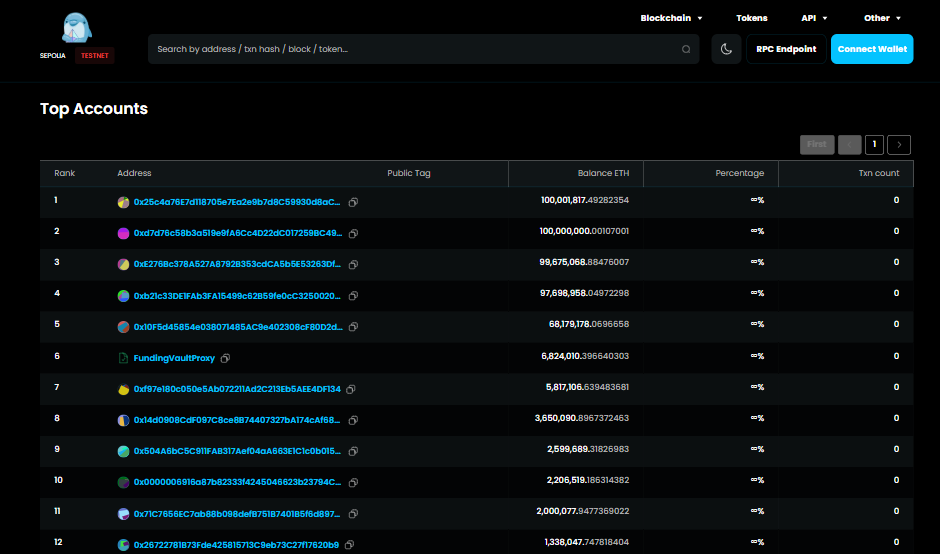 Blockchain Tokens API Other
SEPOLIA TESTNET
Search by address / txn hash / block / token...
RPC Endpoint
Connect Wallet
Top Accounts
First < 1 >
Rank Address Public Tag Balance ETH Percentage Txn count
1 0x25c4a76E7d118705e7Ea2e9b7d8C59930d8aC... 100,001,817.49282354 ∞% 0
2 0xd7d76c58b3a519e9fA6Cc4D22dC017259BC49... 100,000,000.00107001 ∞% 0
3 0xE276Bc378A527A8792B353cdCA5b5E53263Df... 99,675,068.88476007 ∞% 0
4 0xb21c33DE1FAb3FA15499c62B59fe0cC3250020... 97,698,958.04972298 ∞% 0
5 0x10F5d45854e038071485AC9e402308cF80D2d... 68,179,178.0696658 ∞% 0
6 FundingVaultProxy 6,824,010.396640303 ∞% 0
7 0xf97e180c050e5Ab072211Ad2C213Eb5AEE4DF134 5,817,106.639483681 ∞% 0
8 0x14d0908CdF097C8ce8B74407327bA174cAf68... 3,650,090.8967372463 ∞% 0
9 0x504A6bC5C911FAB317Aef04aA663E1C1c0b015... 2,599,689.31826983 ∞% 0
10 0x0000006916a87b82333f4245046623b23794C... 2,206,519.186314382 ∞% 0
11 0x71C7656EC7ab88b098defB751B7401B5f6d897... 2,000,077.9477369022 ∞% 0
12 0x26722781B73Fde425815713C9eb73C27f17620b9 1,338,047.747818404 ∞% 0